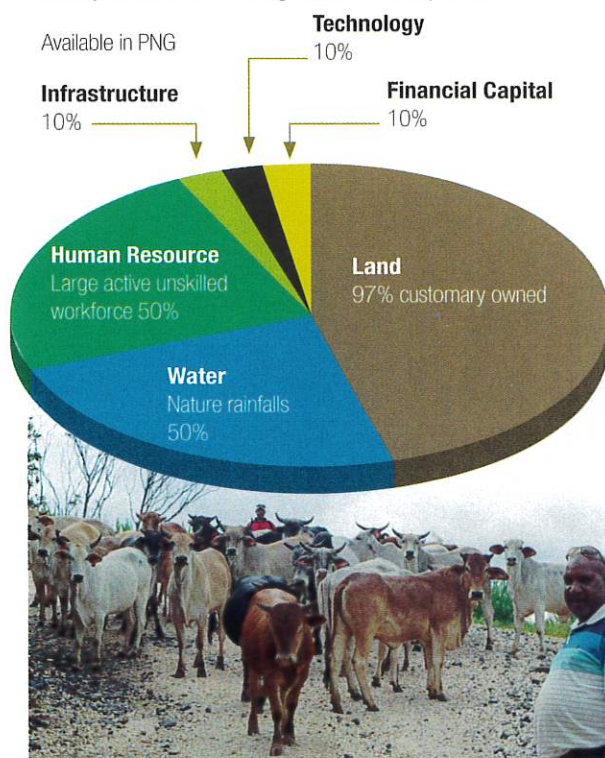 Available in PNG
Technology
10%
Infrastructure
10%
Financial Capital
10%
Human Resource
Large active unskilled
workforce 50%
Land
97% customary owned
Water
Nature rainfalls
50%